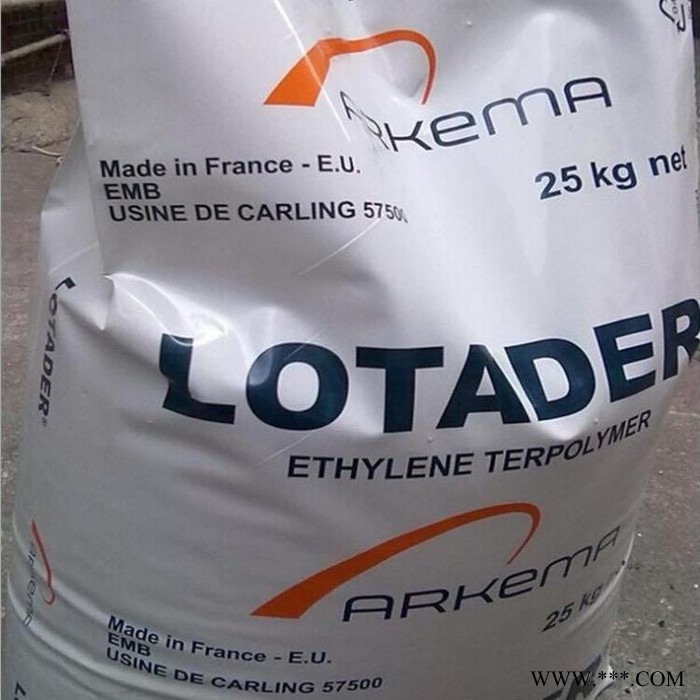 ARKEMA
Made in France - E.U.
EMB
USINE DE CARLING 57500
25 kg net
LOTADER
LOTADER®
ETHYLENE TERPOLYMER
ARKEMA
25 kg
Made in France - E.U.
EMB
USINE DE CARLING 57500
ARKEMA
WWW.***.COM